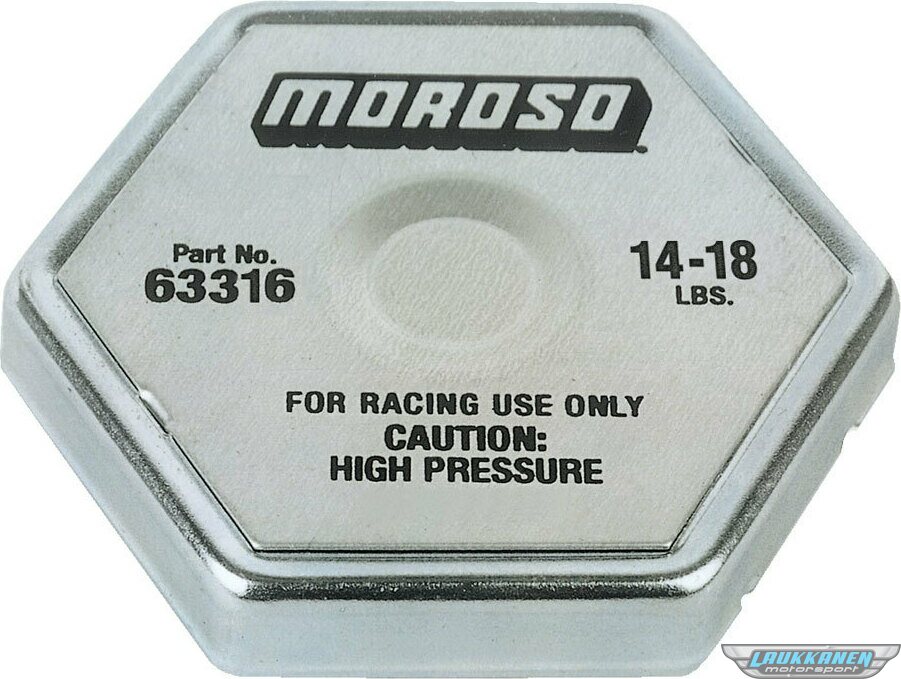 MOROSO
Part No.
63316
14-18
LBS.
FOR RACING USE ONLY
CAUTION:
HIGH PRESSURE
LAUKKANEN
motorsport